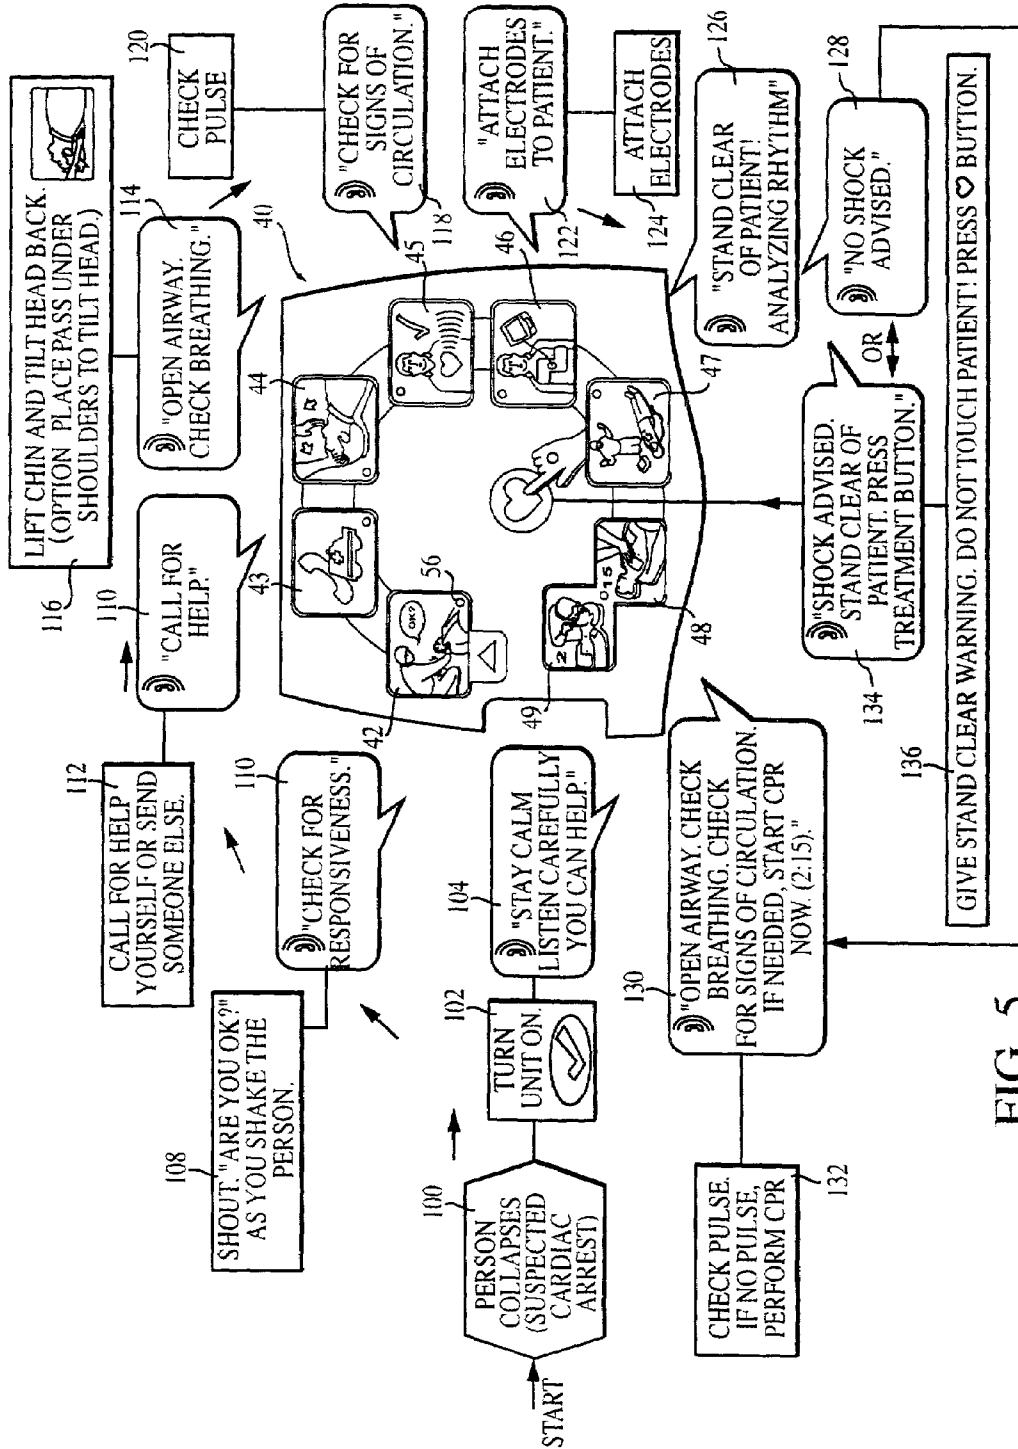 START
PERSON
COLLAPSES
(SUSPECTED
CARDIAC
ARREST)
100
TURN
UNIT ON.
102
"STAY CALM
LISTEN CAREFULLY
YOU CAN HELP."
104
SHOUT. "ARE YOU OK?"
AS YOU SHAKE THE
PERSON.
108
"CHECK FOR
RESPONSIVENESS."
110
CALL FOR HELP
YOURSELF OR SEND
SOMEONE ELSE.
112
"CALL FOR
HELP."
110
LIFT CHIN AND TILT HEAD BACK.
(OPTION PLACE PASS UNDER
SHOULDERS TO TILT HEAD.)
116
"OPEN AIRWAY.
CHECK BREATHING."
114
CHECK
PULSE
120
"CHECK FOR
SIGNS OF
CIRCULATION."
118
"ATTACH
ELECTRODES
TO PATIENT."
122
ATTACH
ELECTRODES
124
"STAND CLEAR
OF PATIENT!
ANALYZING RHYTHM"
126
"NO SHOCK
ADVISED."
128
OR
"SHOCK ADVISED.
STAND CLEAR OF
PATIENT. PRESS
TREATMENT BUTTON."
134
GIVE STAND CLEAR WARNING. DO NOT TOUCH PATIENT! PRESS ♡ BUTTON.
136
"OPEN AIRWAY. CHECK
BREATHING. CHECK
FOR SIGNS OF CIRCULATION.
IF NEEDED, START CPR
NOW. (2:15)."
130
CHECK PULSE.
IF NO PULSE,
PERFORM CPR
132
40
42
OK?
56
43
44
45
46
47
48
15
49
2
FIG. 5